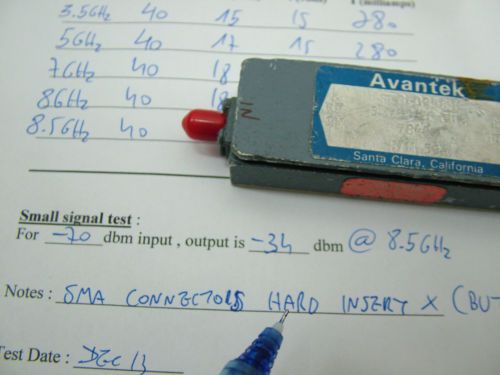 3.5GHz 40 15 15 280
5GHz 40 17 15 280
7GHz 40 18
8GHz 40 18
8.5GHz 40
IN
Avantek
Santa Clara, California
Small signal test :
For -70 dbm input , output is -34 dbm @ 8.5GHz
Notes : SMA CONNECTORS HARD INSERT X (BUT
Test Date : DEC 13